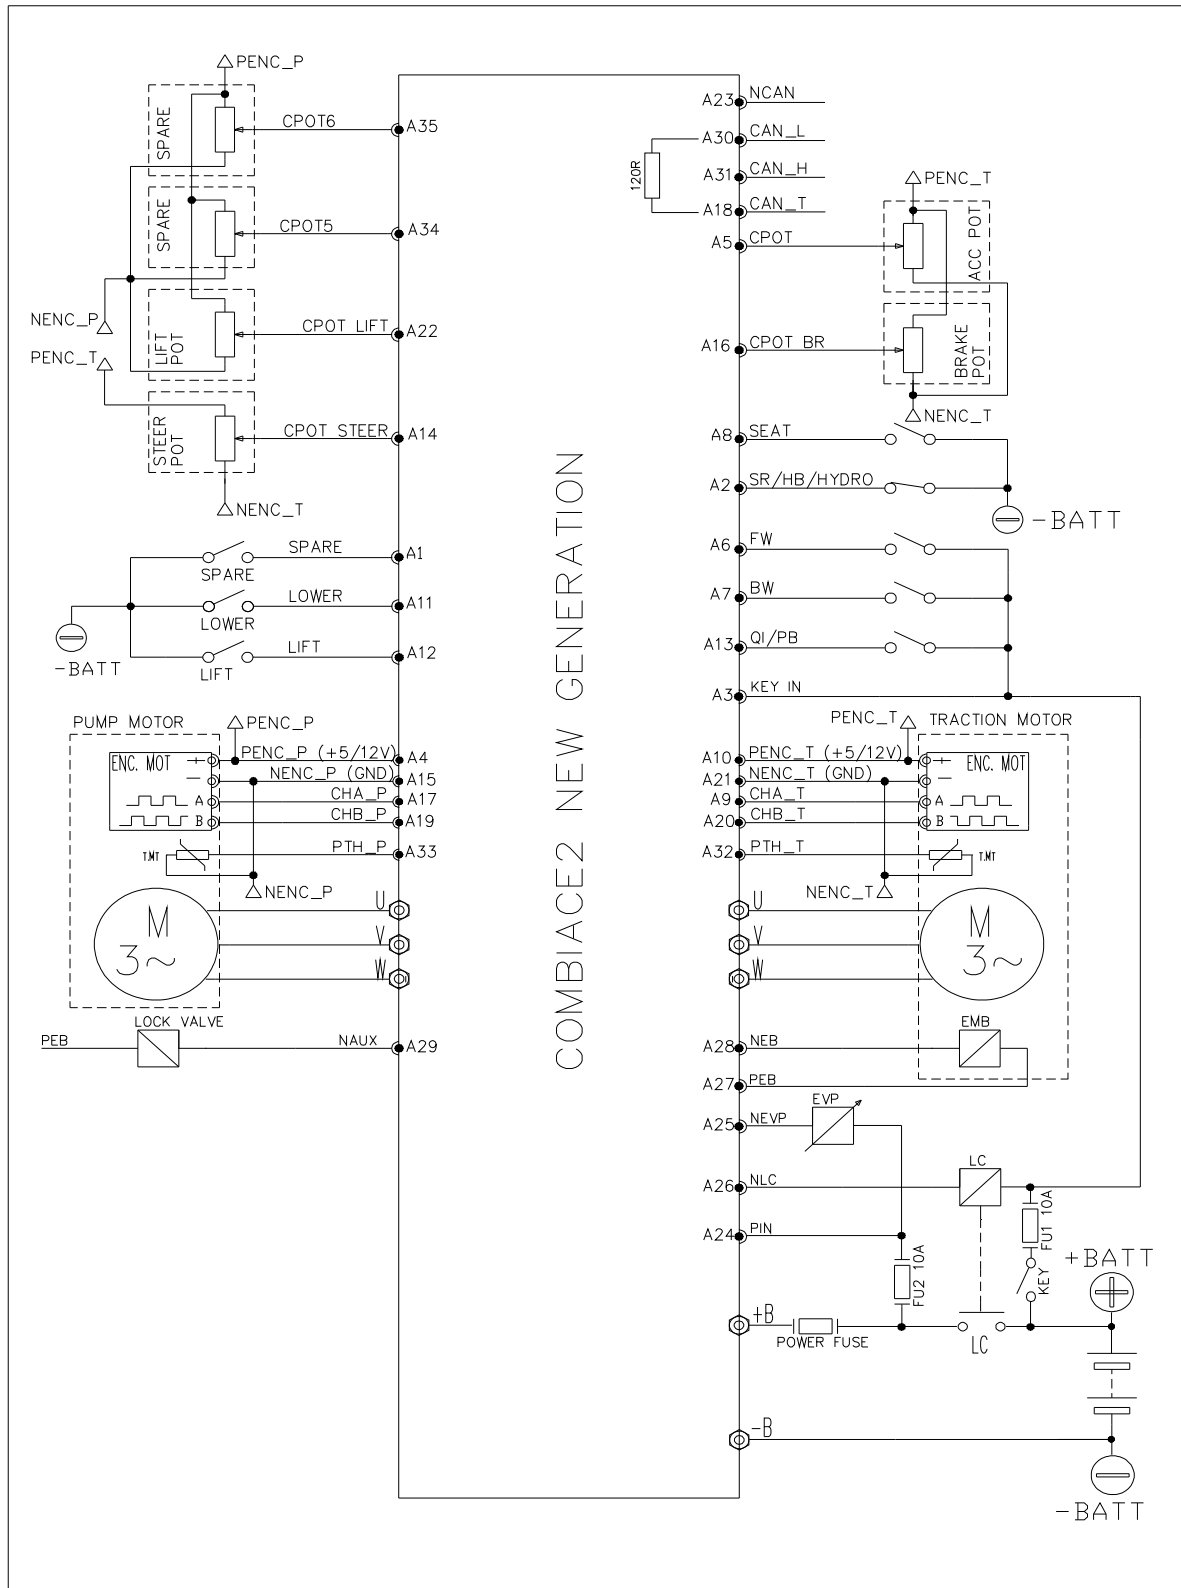 PENC_P
SPARE
CPOT6
A35
SPARE
CPOT5
A34
NENC_P
LIFT POT
CPOT LIFT
A22
PENC_T
STEER POT
CPOT STEER
A14
NENC_T
SPARE
A1
SPARE
LOWER
A11
LOWER
LIFT
A12
LIFT
-BATT
PUMP MOTOR
PENC_P
ENC. MOT
+
PENC_P (+5/12V)
A4
-
NENC_P (GND)
A15
A
CHA_P
A17
B
CHB_P
A19
T.MT
PTH_P
A33
NENC_P
M
3~
U
V
W
LOCK VALVE
PEB
NAUX
A29
COMBIACE2 NEW GENERATION
A23
NCAN
A30
CAN_L
120R
A31
CAN_H
A18
CAN_T
A5
CPOT
PENC_T
ACC POT
A16
CPOT BR
BRAKE POT
NENC_T
A8
SEAT
A2
SR/HB/HYDRO
-BATT
A6
FW
A7
BW
A13
QI/PB
A3
KEY IN
PENC_T
TRACTION MOTOR
A10
PENC_T (+5/12V)
+
ENC. MOT
A21
NENC_T (GND)
-
A9
CHA_T
A
A20
CHB_T
B
A32
PTH_T
T.MT
NENC_T
U
V
W
M
3~
EMB
A28
NEB
A27
PEB
EVP
A25
NEVP
LC
A26
NLC
A24
PIN
FU2 10A
FU1 10A
KEY
+BATT
+B
POWER FUSE
LC
-B
-BATT